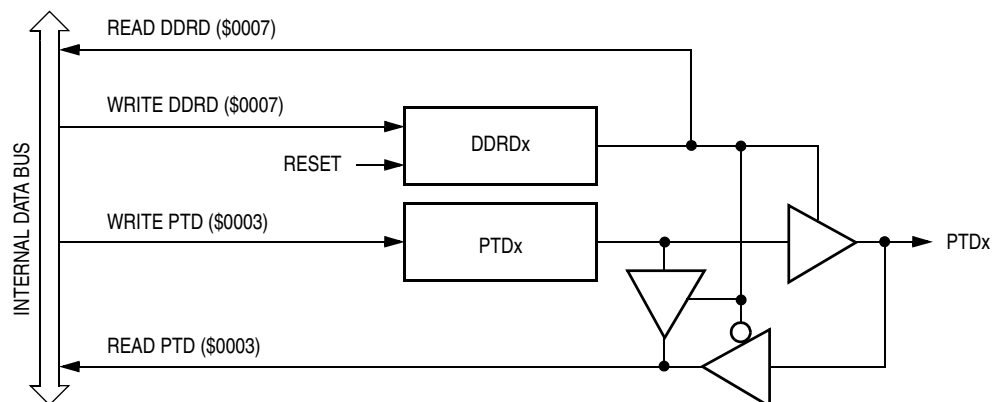 READ DDRD ($0007)
WRITE DDRD ($0007)
DDRDx
RESET
WRITE PTD ($0003)
PTDx
PTDx
READ PTD ($0003)
INTERNAL DATA BUS